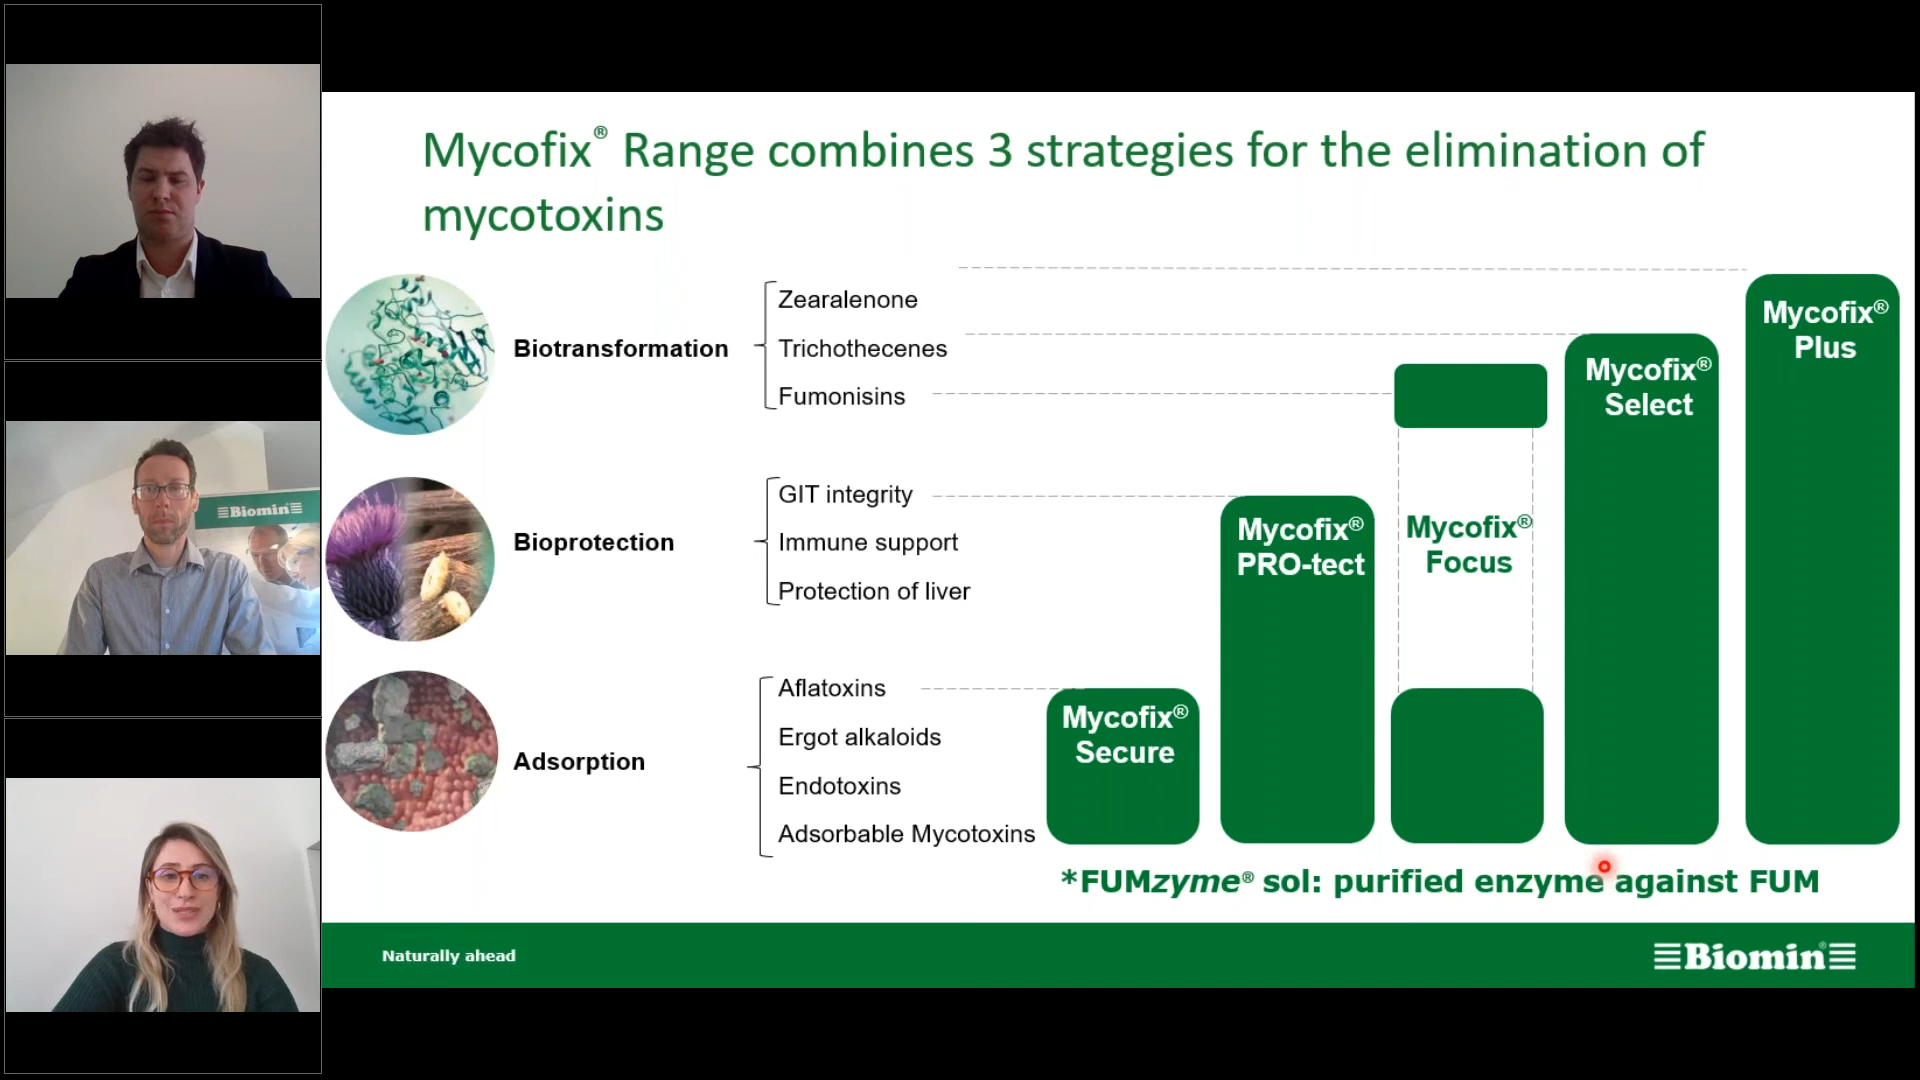 Mycofix® Range combines 3 strategies for the elimination of
mycotoxins
Biotransformation
Zearalenone
Trichothecenes
Fumonisins
Bioprotection
GIT integrity
Immune support
Protection of liver
Adsorption
Aflatoxins
Ergot alkaloids
Endotoxins
Adsorbable Mycotoxins
Mycofix®
Secure
Mycofix®
PRO-tect
Mycofix®
Focus
Mycofix®
Select
Mycofix®
Plus
*FUMzyme® sol: purified enzyme against FUM
Naturally ahead
Biomin®
Biomin®